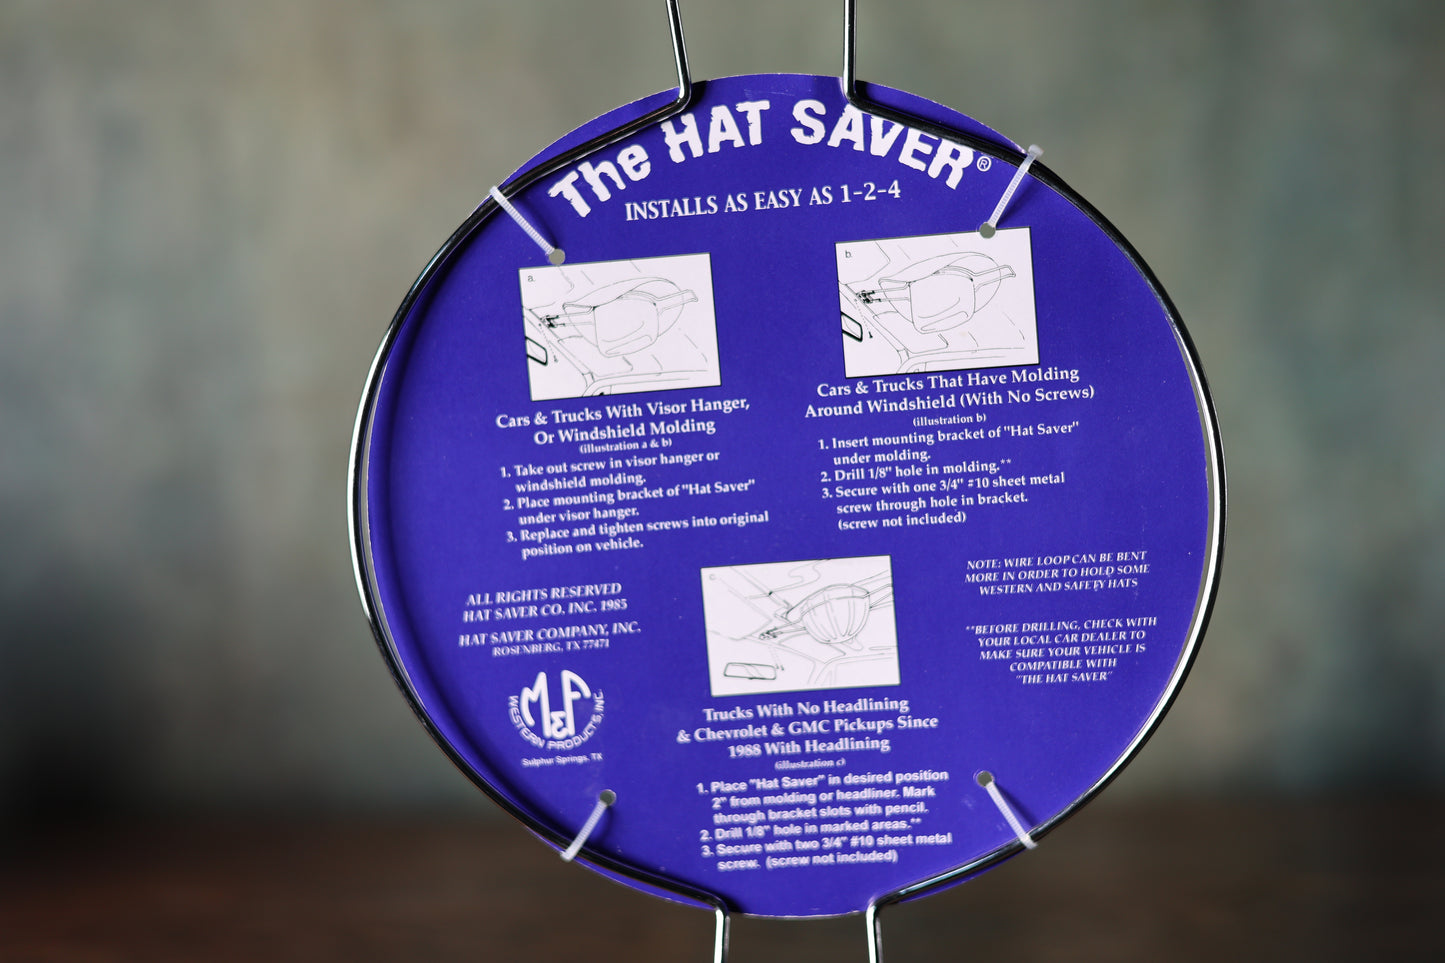 The HAT SAVER®
INSTALLS AS EASY AS 1-2-4
a.
Cars & Trucks With Visor Hanger,
Or Windshield Molding
(illustration a & b)
1. Take out screw in visor hanger or
windshield molding.
2. Place mounting bracket of "Hat Saver"
under visor hanger.
3. Replace and tighten screws into original
position on vehicle.
b.
Cars & Trucks That Have Molding
Around Windshield (With No Screws)
(illustration b)
1. Insert mounting bracket of "Hat Saver"
under molding.
2. Drill 1/8" hole in molding.**
3. Secure with one 3/4" #10 sheet metal
screw through hole in bracket.
(screw not included)
ALL RIGHTS RESERVED
HAT SAVER CO, INC. 1985
HAT SAVER COMPANY, INC.
ROSENBERG, TX 77471
M&F
WESTERN PRODUCTS, INC.
Sulphur Springs, TX
c
Trucks With No Headlining
& Chevrolet & GMC Pickups Since
1988 With Headlining
(illustration c)
1. Place "Hat Saver" in desired position
2" from molding or headliner. Mark
through bracket slots with pencil.
2. Drill 1/8" hole in marked areas.**
3. Secure with two 3/4" #10 sheet metal
screw. (screw not included)
NOTE: WIRE LOOP CAN BE BENT
MORE IN ORDER TO HOLD SOME
WESTERN AND SAFETY HATS
**BEFORE DRILLING, CHECK WITH
YOUR LOCAL CAR DEALER TO
MAKE SURE YOUR VEHICLE IS
COMPATIBLE WITH
"THE HAT SAVER"